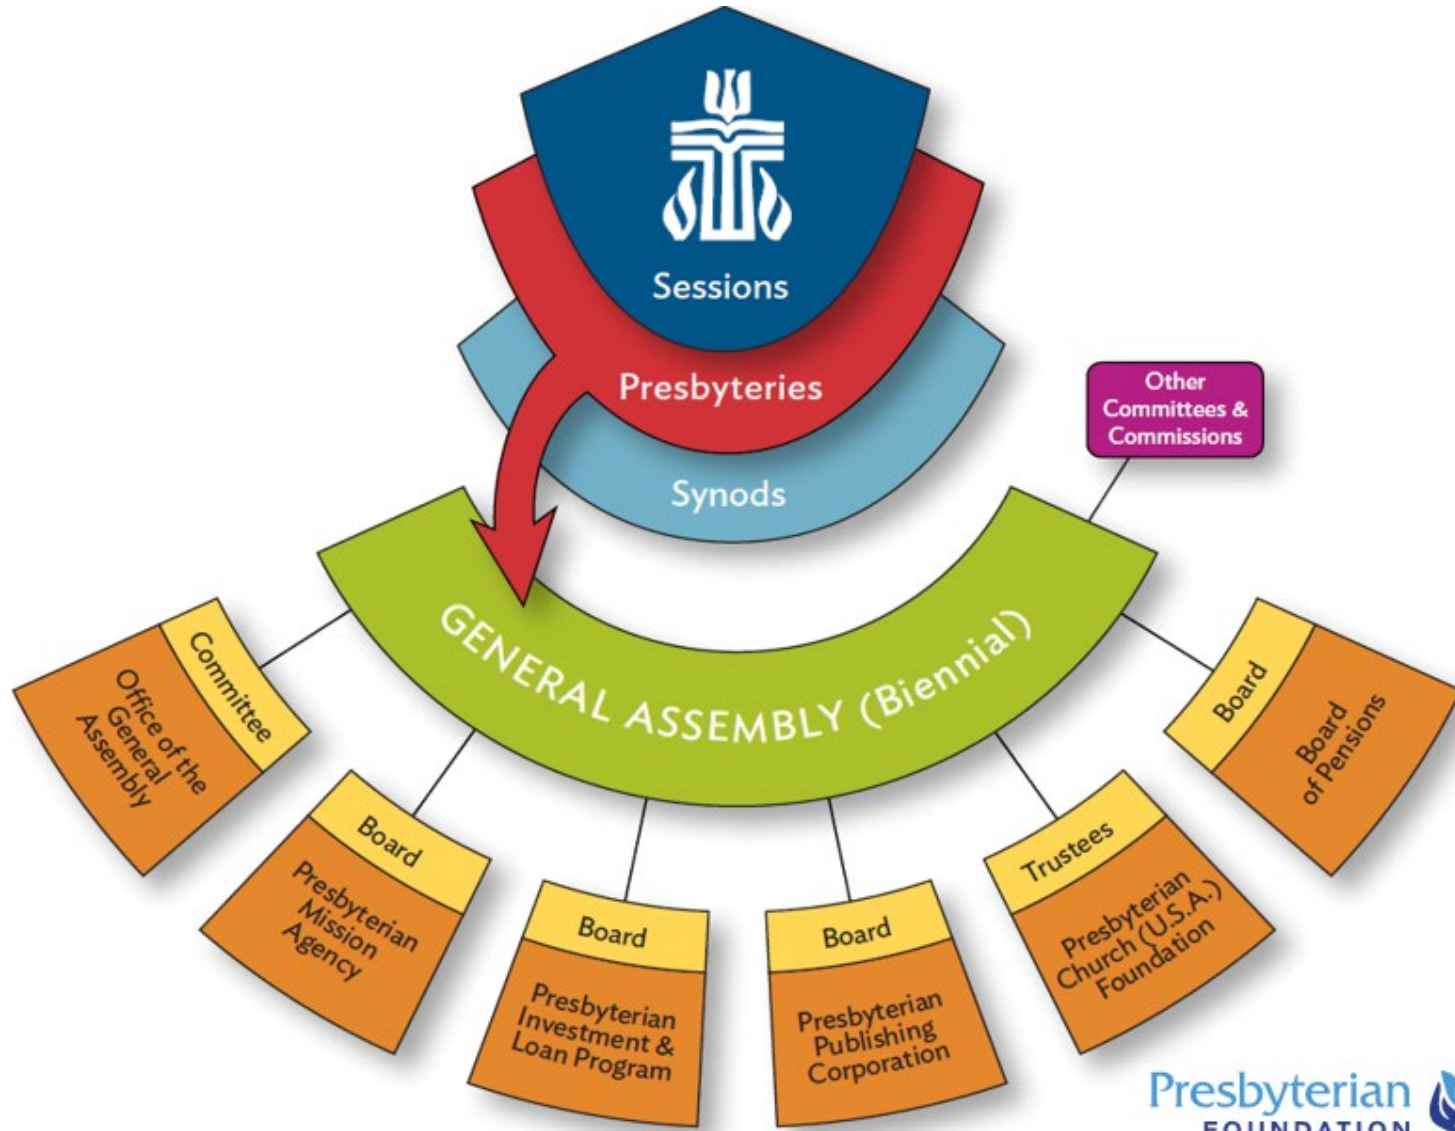 Sessions
Presbyteries
Synods
Other
Committees &
Commissions
GENERAL ASSEMBLY (Biennial)
Committee
Office of the
General
Assembly
Board
Presbyterian
Mission
Agency
Board
Presbyterian
Investment &
Loan Program
Board
Presbyterian
Publishing
Corporation
Trustees
Presbyterian
Church (U.S.A.)
Foundation
Board
Board
of Pensions
Presbyterian
FOUNDATION